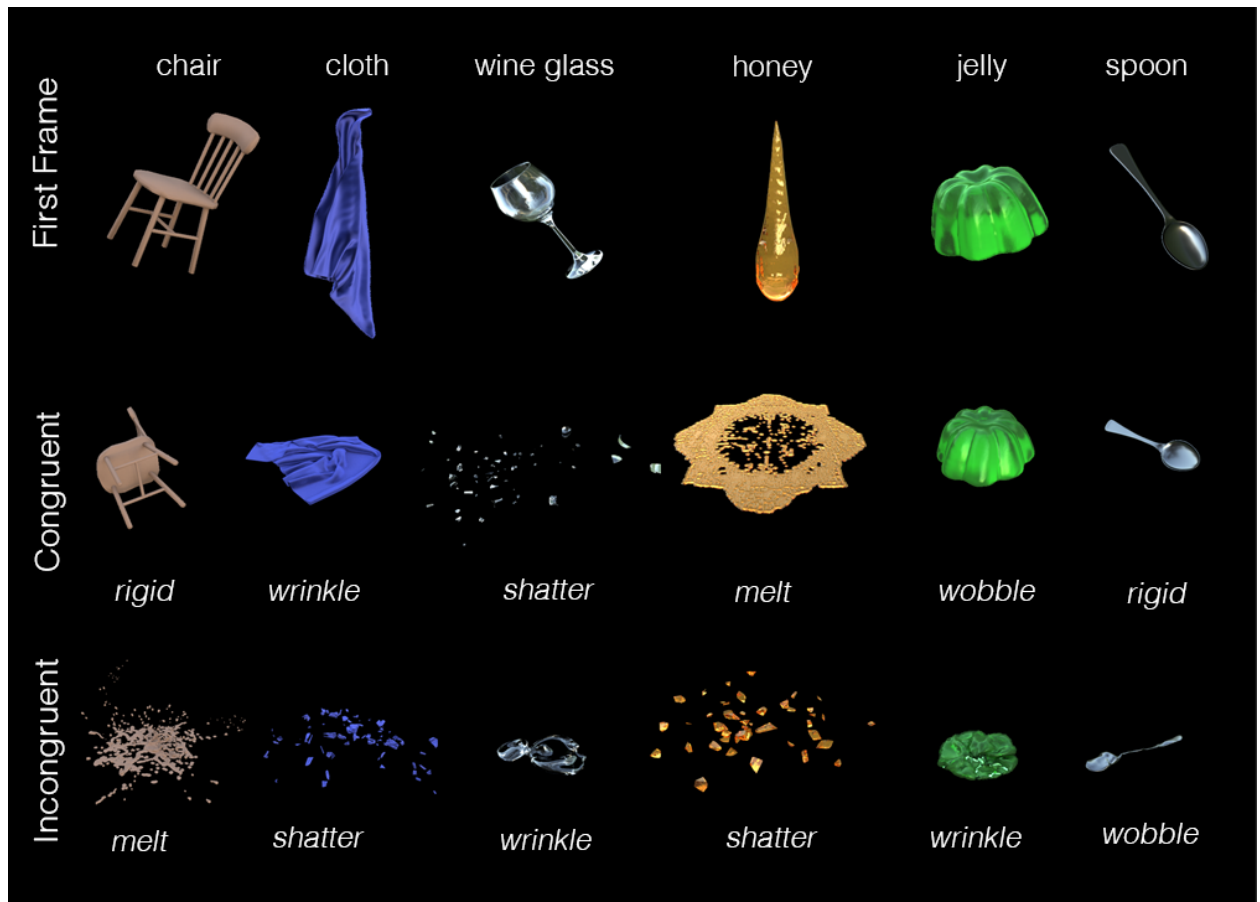 chair cloth wine glass honey jelly spoon
First Frame
Congruent
rigid wrinkle shatter melt wobble rigid
Incongruent
melt shatter wrinkle shatter wrinkle wobble